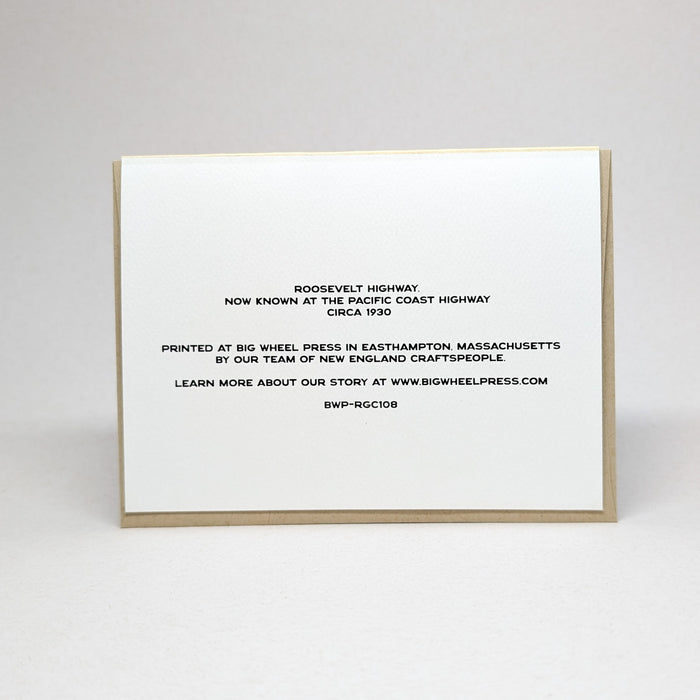 ROOSEVELT HIGHWAY.
NOW KNOWN AT THE PACIFIC COAST HIGHWAY
CIRCA 1930
PRINTED AT BIG WHEEL PRESS IN EASTHAMPTON, MASSACHUSETTS
BY OUR TEAM OF NEW ENGLAND CRAFTSPEOPLE.
LEARN MORE ABOUT OUR STORY AT WWW.BIGWHEELPRESS.COM
BWP-RGC108